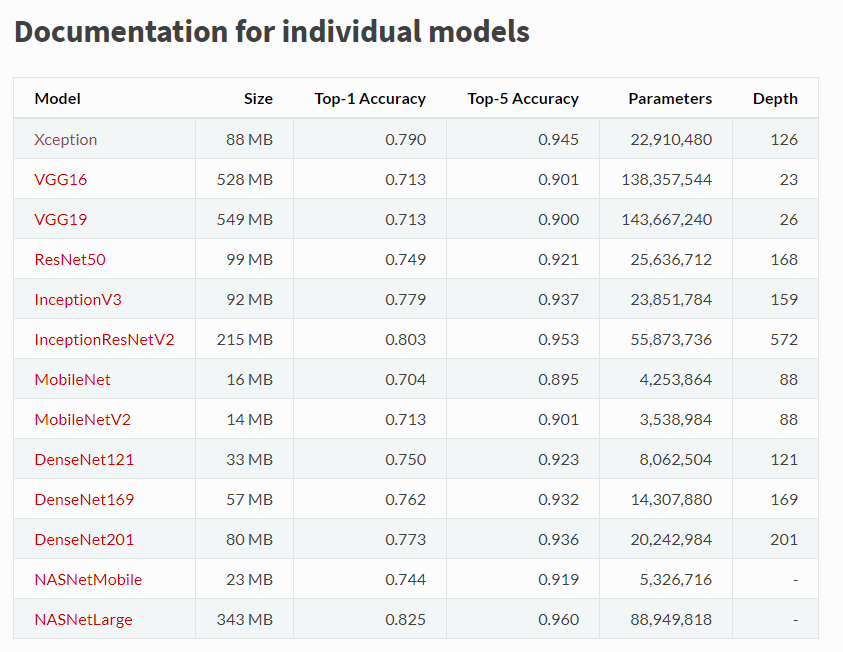 Documentation for individual models
Model Size Top-1 Accuracy Top-5 Accuracy Parameters Depth
Xception 88 MB 0.790 0.945 22,910,480 126
VGG16 528 MB 0.713 0.901 138,357,544 23
VGG19 549 MB 0.713 0.900 143,667,240 26
ResNet50 99 MB 0.749 0.921 25,636,712 168
InceptionV3 92 MB 0.779 0.937 23,851,784 159
InceptionResNetV2 215 MB 0.803 0.953 55,873,736 572
MobileNet 16 MB 0.704 0.895 4,253,864 88
MobileNetV2 14 MB 0.713 0.901 3,538,984 88
DenseNet121 33 MB 0.750 0.923 8,062,504 121
DenseNet169 57 MB 0.762 0.932 14,307,880 169
DenseNet201 80 MB 0.773 0.936 20,242,984 201
NASNetMobile 23 MB 0.744 0.919 5,326,716 -
NASNetLarge 343 MB 0.825 0.960 88,949,818 -